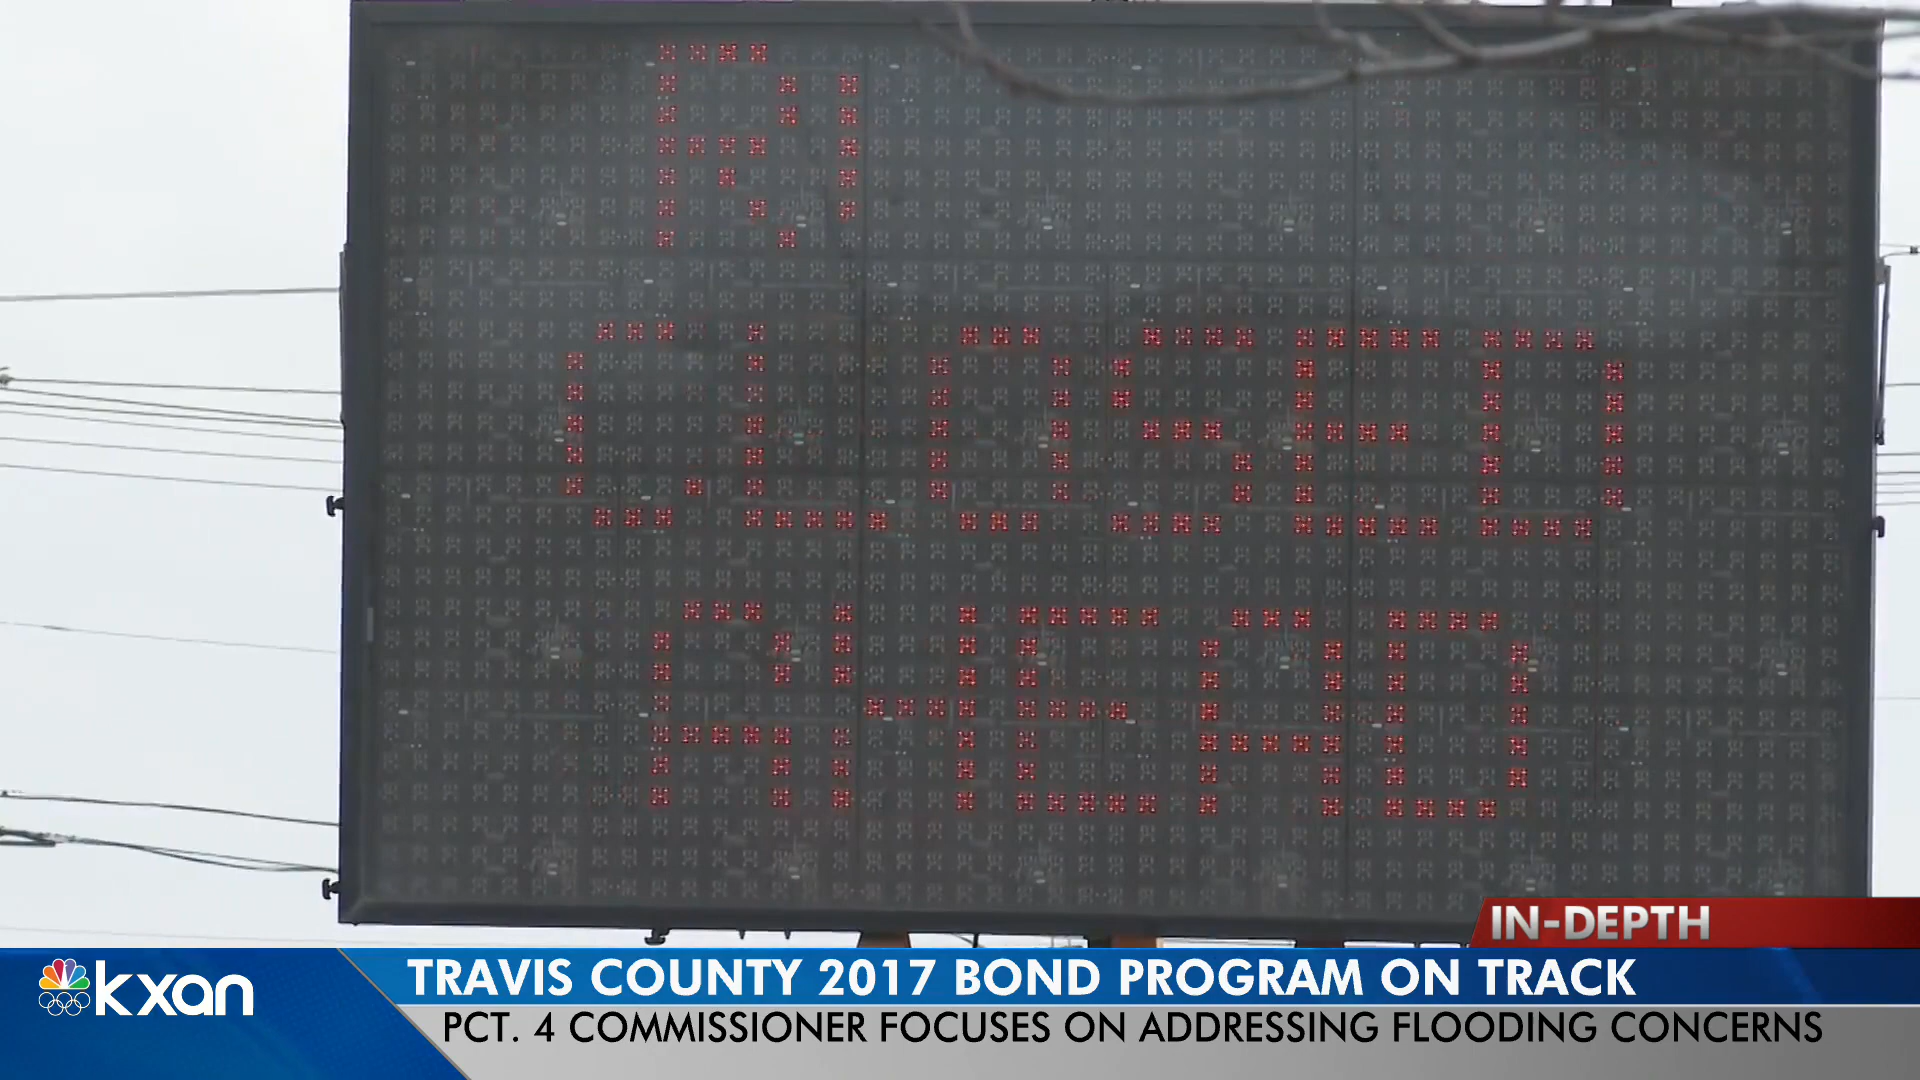 R
CLOSED
AHEAD
IN-DEPTH
kxan
TRAVIS COUNTY 2017 BOND PROGRAM ON TRACK
PCT. 4 COMMISSIONER FOCUSES ON ADDRESSING FLOODING CONCERNS